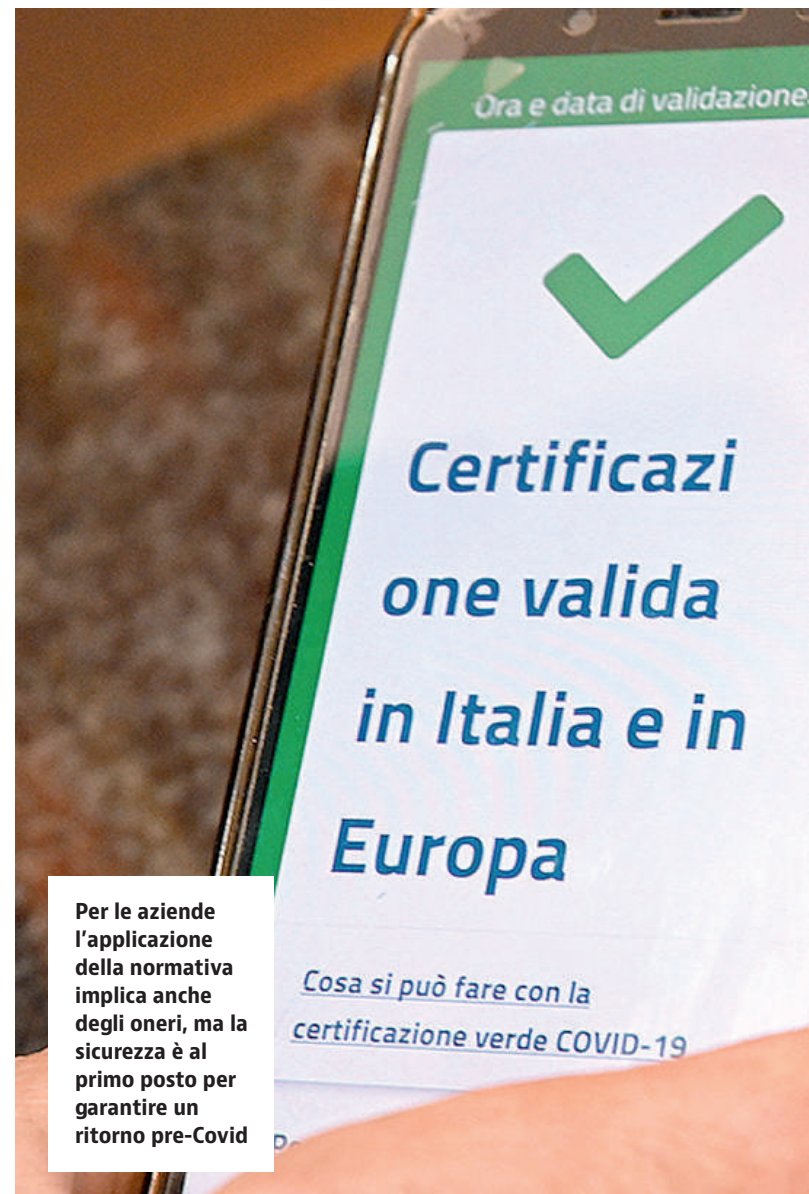 Ora e data di validazione
Certificazi
one valida
in Italia e in
Europa
Cosa si può fare con la
certificazione verde COVID-19
Per le aziende
l'applicazione
della normativa
implica anche
degli oneri, ma la
sicurezza è al
primo posto per
garantire un
ritorno pre-Covid